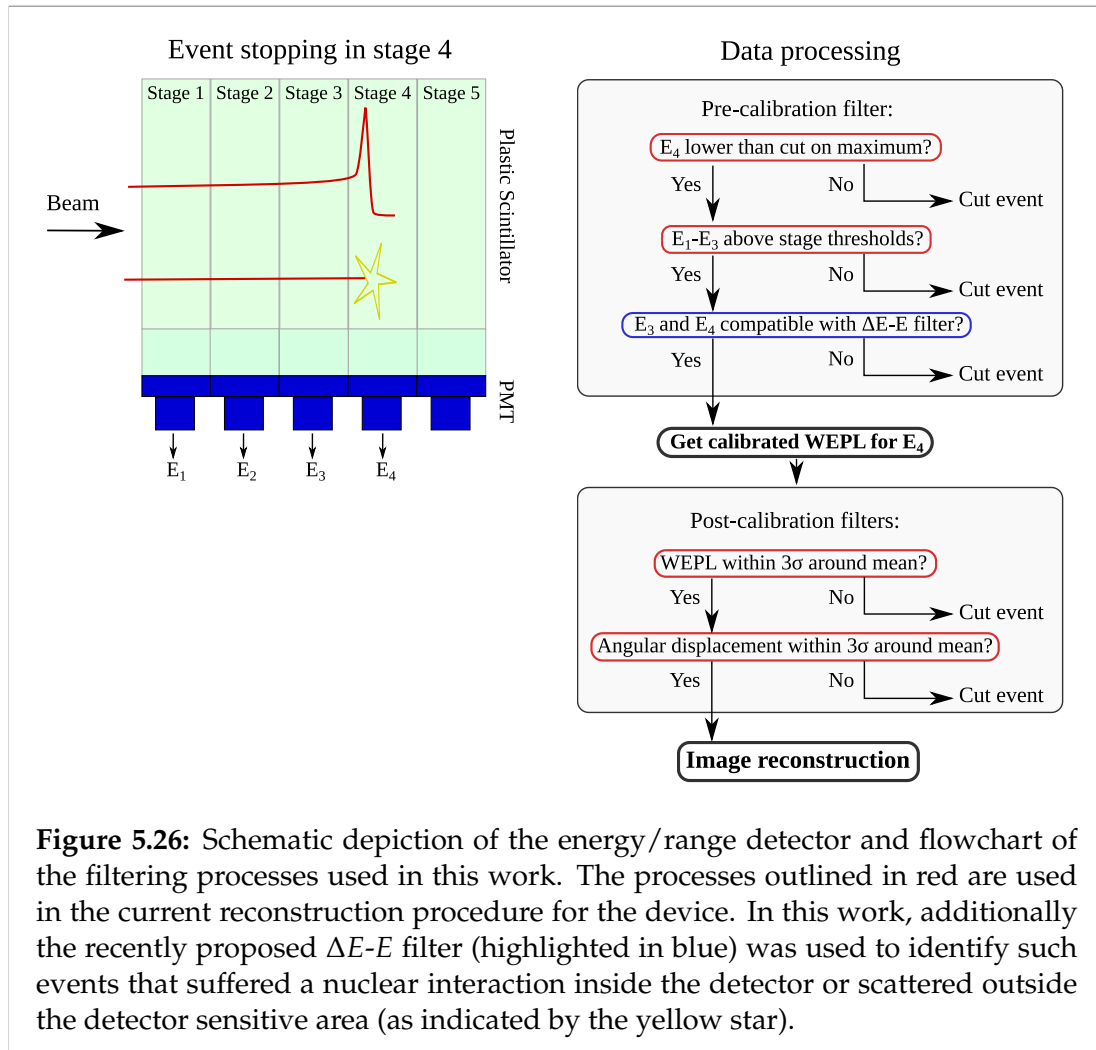 Event stopping in stage 4
Stage 1 Stage 2 Stage 3 Stage 4 Stage 5
Plastic Scintillator
Beam
PMT
E₁ E₂ E₃ E₄
Data processing
Pre-calibration filter:
E₄ lower than cut on maximum?
Yes No
Cut event
E₁-E₃ above stage thresholds?
Yes No
Cut event
E₃ and E₄ compatible with ΔE-E filter?
Yes No
Cut event
Get calibrated WEPL for E₄
Post-calibration filters:
WEPL within 3σ around mean?
Yes No
Cut event
Angular displacement within 3σ around mean?
Yes No
Cut event
Image reconstruction
Figure 5.26: Schematic depiction of the energy/range detector and flowchart of
the filtering processes used in this work. The processes outlined in red are used
in the current reconstruction procedure for the device. In this work, additionally
the recently proposed ΔE-E filter (highlighted in blue) was used to identify such
events that suffered a nuclear interaction inside the detector or scattered outside
the detector sensitive area (as indicated by the yellow star).